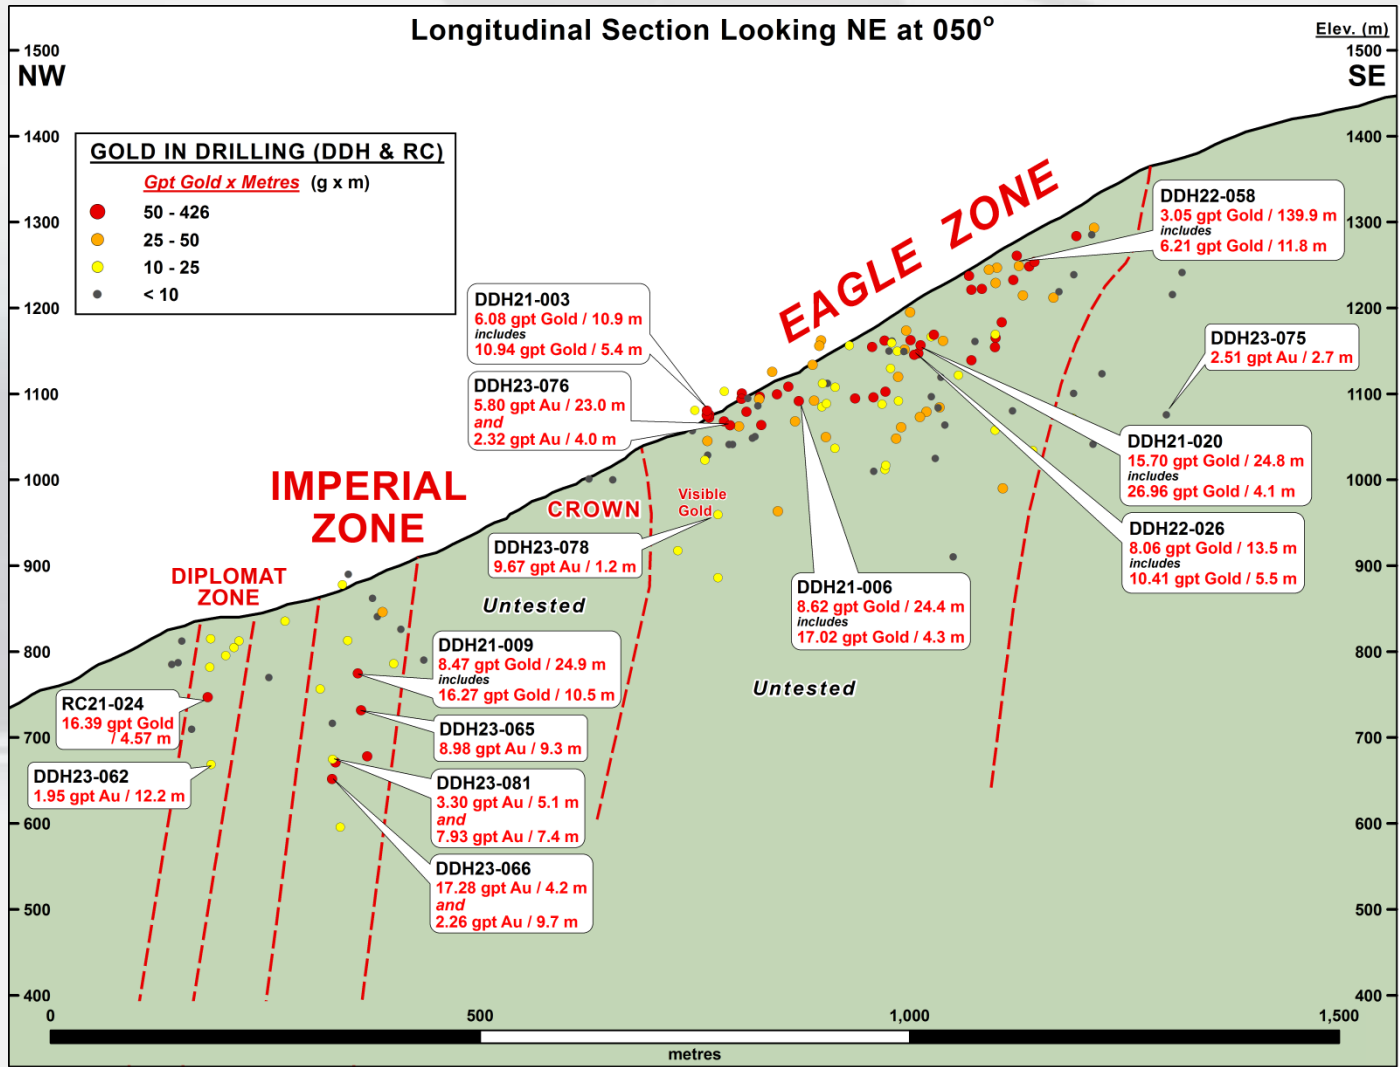 Longitudinal Section Looking NE at 050°
Elev. (m)
1500
1500
NW
SE
1400
1400
GOLD IN DRILLING (DDH & RC)
Gpt Gold x Metres (g x m)
50 - 426
25 - 50
10 - 25
< 10
1300
1300
1200
1200
1100
1100
1000
1000
900
900
800
800
700
700
600
600
500
500
400
400
EAGLE ZONE
DDH22-058
3.05 gpt Gold / 139.9 m
includes
6.21 gpt Gold / 11.8 m
DDH21-003
6.08 gpt Gold / 10.9 m
includes
10.94 gpt Gold / 5.4 m
DDH23-075
2.51 gpt Au / 2.7 m
DDH23-076
5.80 gpt Au / 23.0 m
and
2.32 gpt Au / 4.0 m
DDH21-020
15.70 gpt Gold / 24.8 m
includes
26.96 gpt Gold / 4.1 m
IMPERIAL
ZONE
CROWN
Visible
Gold
DDH22-026
8.06 gpt Gold / 13.5 m
includes
10.41 gpt Gold / 5.5 m
DDH23-078
9.67 gpt Au / 1.2 m
DIPLOMAT
ZONE
Untested
DDH21-006
8.62 gpt Gold / 24.4 m
includes
17.02 gpt Gold / 4.3 m
DDH21-009
8.47 gpt Gold / 24.9 m
includes
16.27 gpt Gold / 10.5 m
Untested
RC21-024
16.39 gpt Gold
/ 4.57 m
DDH23-065
8.98 gpt Au / 9.3 m
DDH23-062
1.95 gpt Au / 12.2 m
DDH23-081
3.30 gpt Au / 5.1 m
and
7.93 gpt Au / 7.4 m
DDH23-066
17.28 gpt Au / 4.2 m
and
2.26 gpt Au / 9.7 m
0
500
1,000
1,500
metres